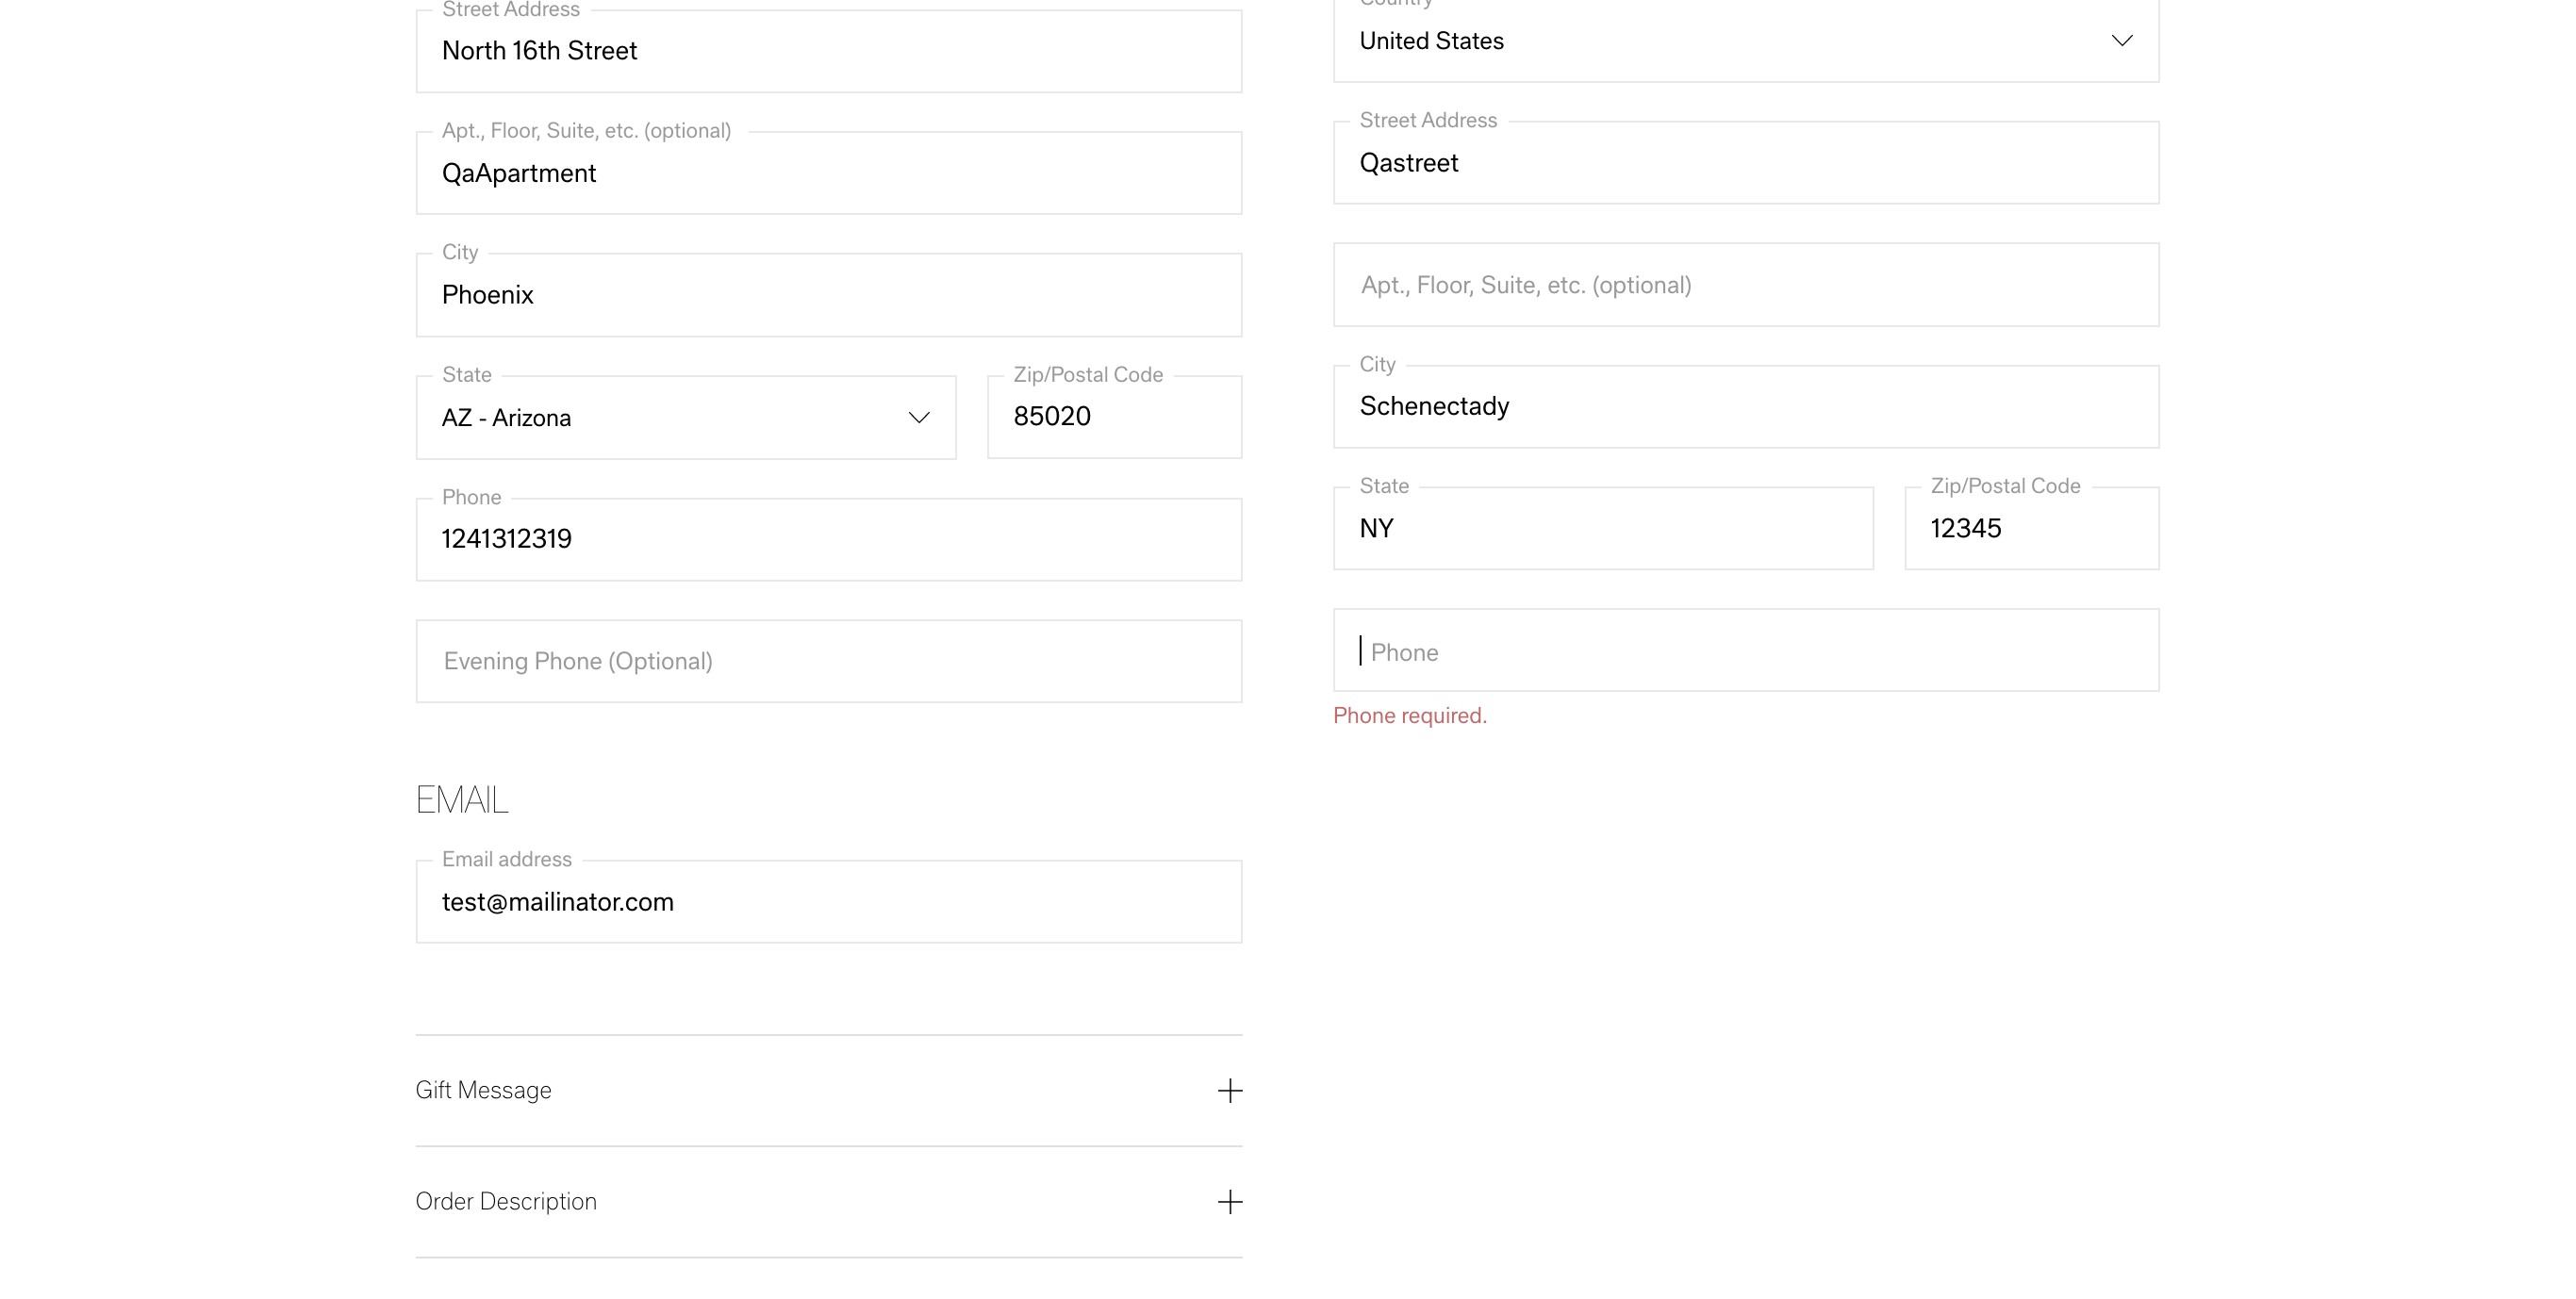 Street Address
North 16th Street
Apt., Floor, Suite, etc. (optional)
QaApartment
City
Phoenix
State
AZ - Arizona
Zip/Postal Code
85020
Phone
1241312319
Evening Phone (Optional)
EMAIL
Email address
test@mailinator.com
Gift Message
Order Description
Country
United States
Street Address
Qastreet
Apt., Floor, Suite, etc. (optional)
City
Schenectady
State
NY
Zip/Postal Code
12345
Phone
Phone required.